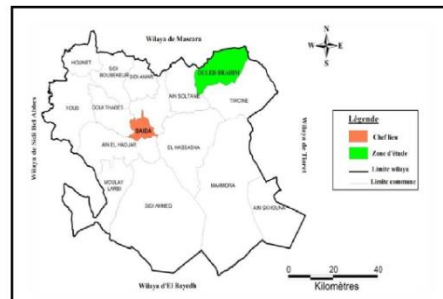 Wilaya de Mascara
HOUNET
SIDI BOUBEKEUR
SIDI AMAR
OULED BRAHIM
AIN SOLTANE
TIRCINE
YOUB
DOUI THABET
SAIDA
AIN EL HADJAR
EL HASSASNA
MOULAY LARBI
SIDI AHMED
MAAMORA
AIN SKHOUNA
Wilaya de Sidi Bel Abbes
Wilaya de Tiaret
Wilaya d'El Bayadh
N
W
E
S
Légende
Chef lieu
Zone d'étude
Limite wilaya
Limite commune
0 20 40
Kilomètres